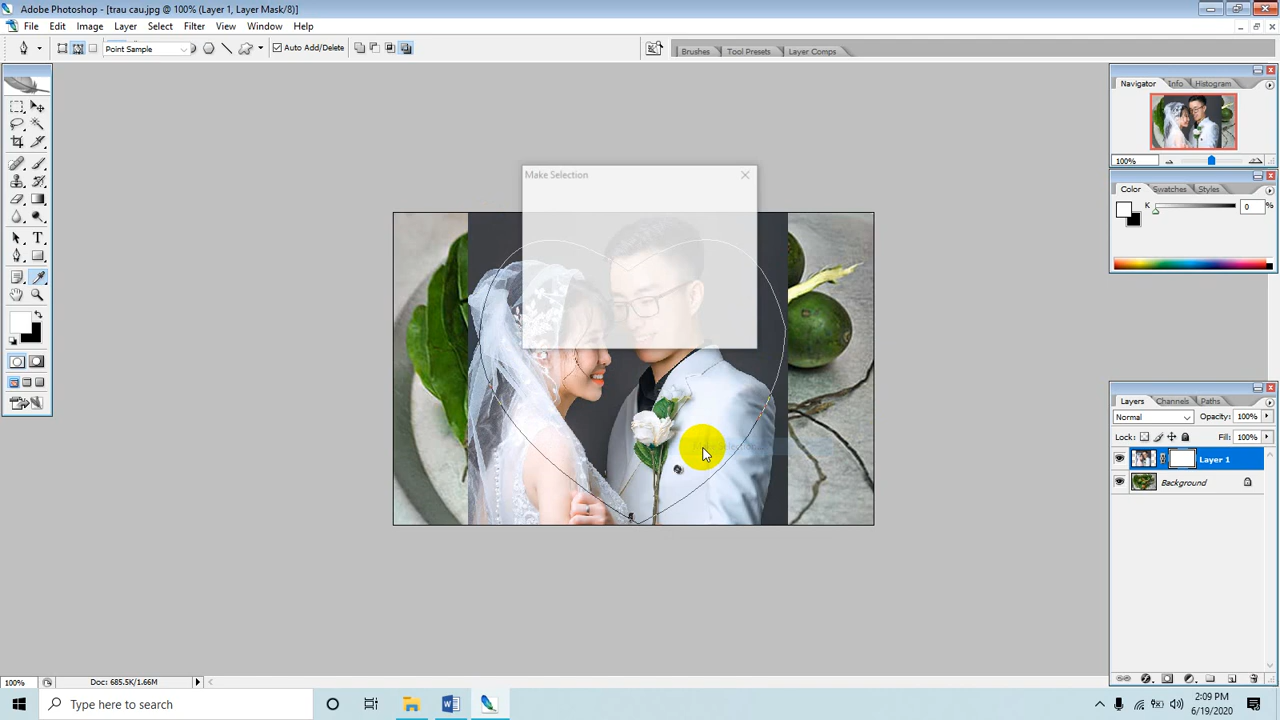 Adobe Photoshop - [trau cau.jpg @ 100% (Layer 1, Layer Mask/8)]
File Edit Image Layer Select Filter View Window Help
Point Sample Auto Add/Delete Brushes Tool Presets Layer Comps
Navigator Info Histogram
100%
Make Selection
Color Swatches Styles
K 0 %
Layers Channels Paths
Normal Opacity: 100%
Lock: Fill: 100%
Layer 1
Background
100% Doc: 685.5K/1.66M
Type here to search
2:09 PM
6/19/2020